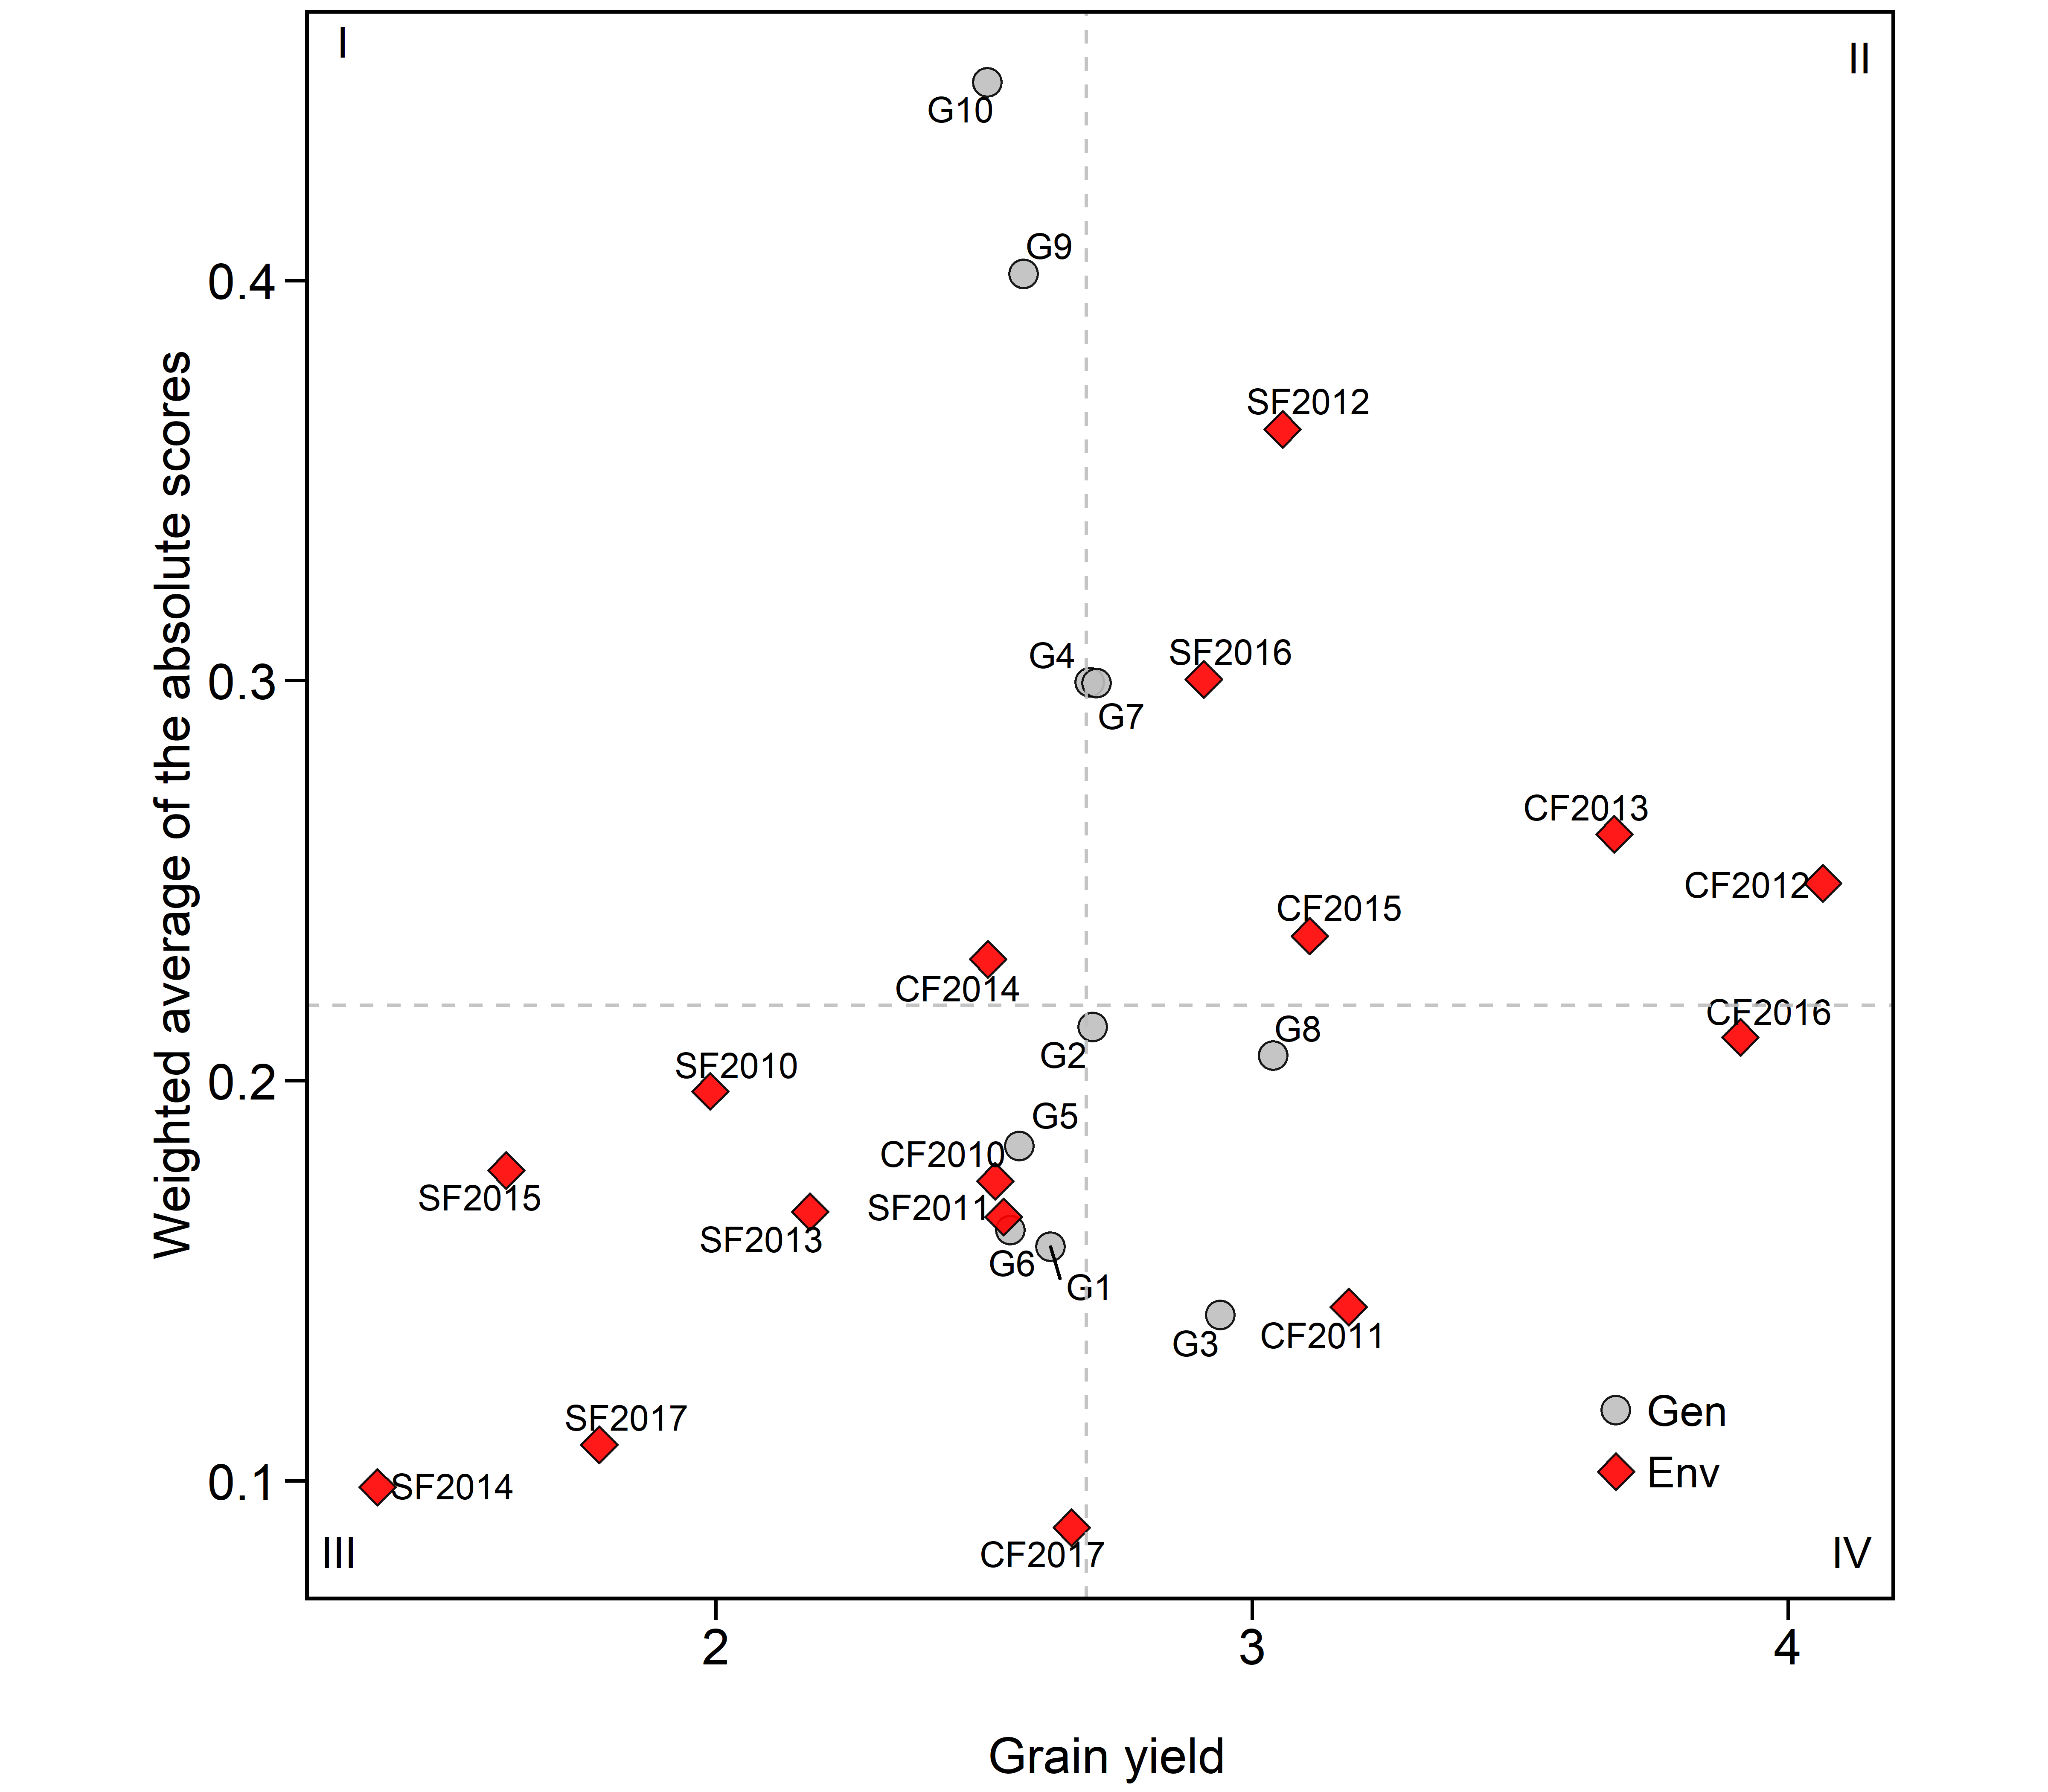 I
II
G10
G9
0.4
SF2012
G4
SF2016
0.3
G7
CF2013
CF2012
CF2015
CF2014
CF2016
G8
G2
SF2010
0.2
G5
CF2010
SF2015
SF2011
SF2013
G6
G1
G3
CF2011
Gen
SF2017
Env
0.1
SF2014
III
CF2017
IV
2
3
4
Weighted average of the absolute scores
Grain yield